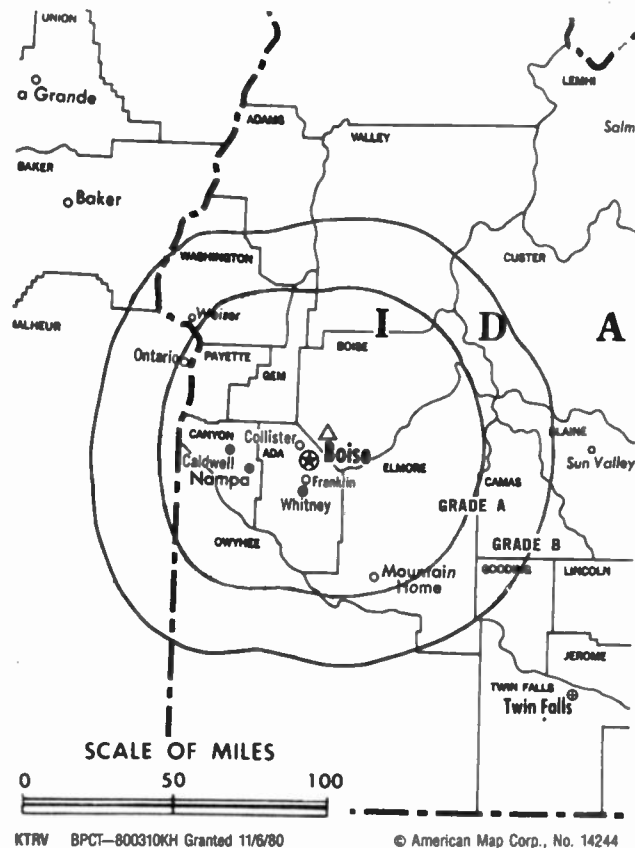 UNION
a Grande
LEMHI
ADAMS
VALLEY
Salm
BAKER
Baker
WASHINGTON
CUSTER
MALHEUR
Weiser
I D A
BOISE
Ontario
PAYETTE
GEM
BLAINE
CANYON
Collister
ADA
Boise
Sun Valley
Caldwell
ELMORE
Nampa
Franklin
CAMAS
Whitney
GRADE A
OWYHEE
GRADE B
Mountain
Home
GOODING
LINCOLN
JEROME
TWIN FALLS
Twin Falls
SCALE OF MILES
0 50 100
KTRV BPCT—800310KH Granted 11/6/80 © American Map Corp., No. 14244